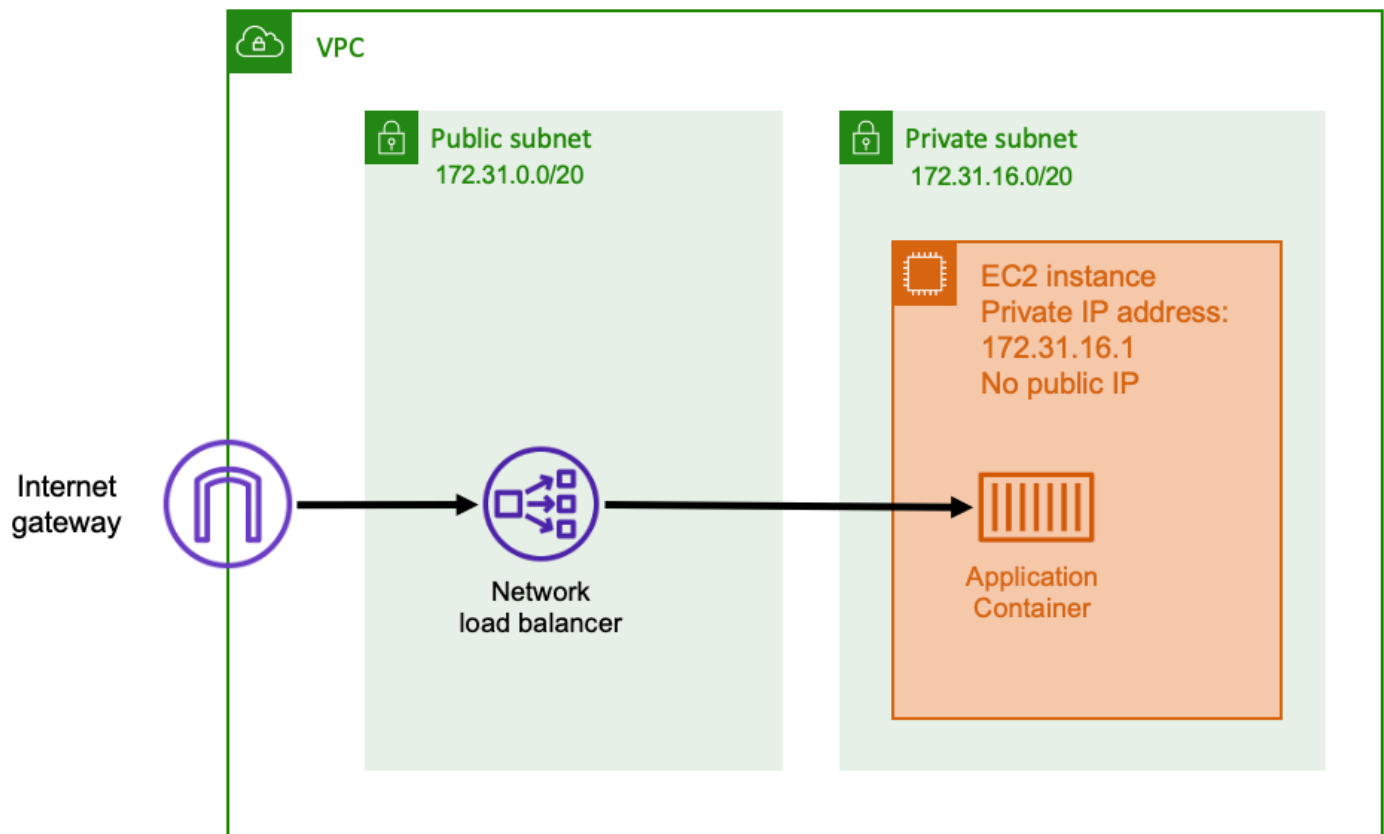 VPC
Public subnet
172.31.0.0/20
Private subnet
172.31.16.0/20
EC2 instance
Private IP address:
172.31.16.1
No public IP
Internet
gateway
Network
load balancer
Application
Container